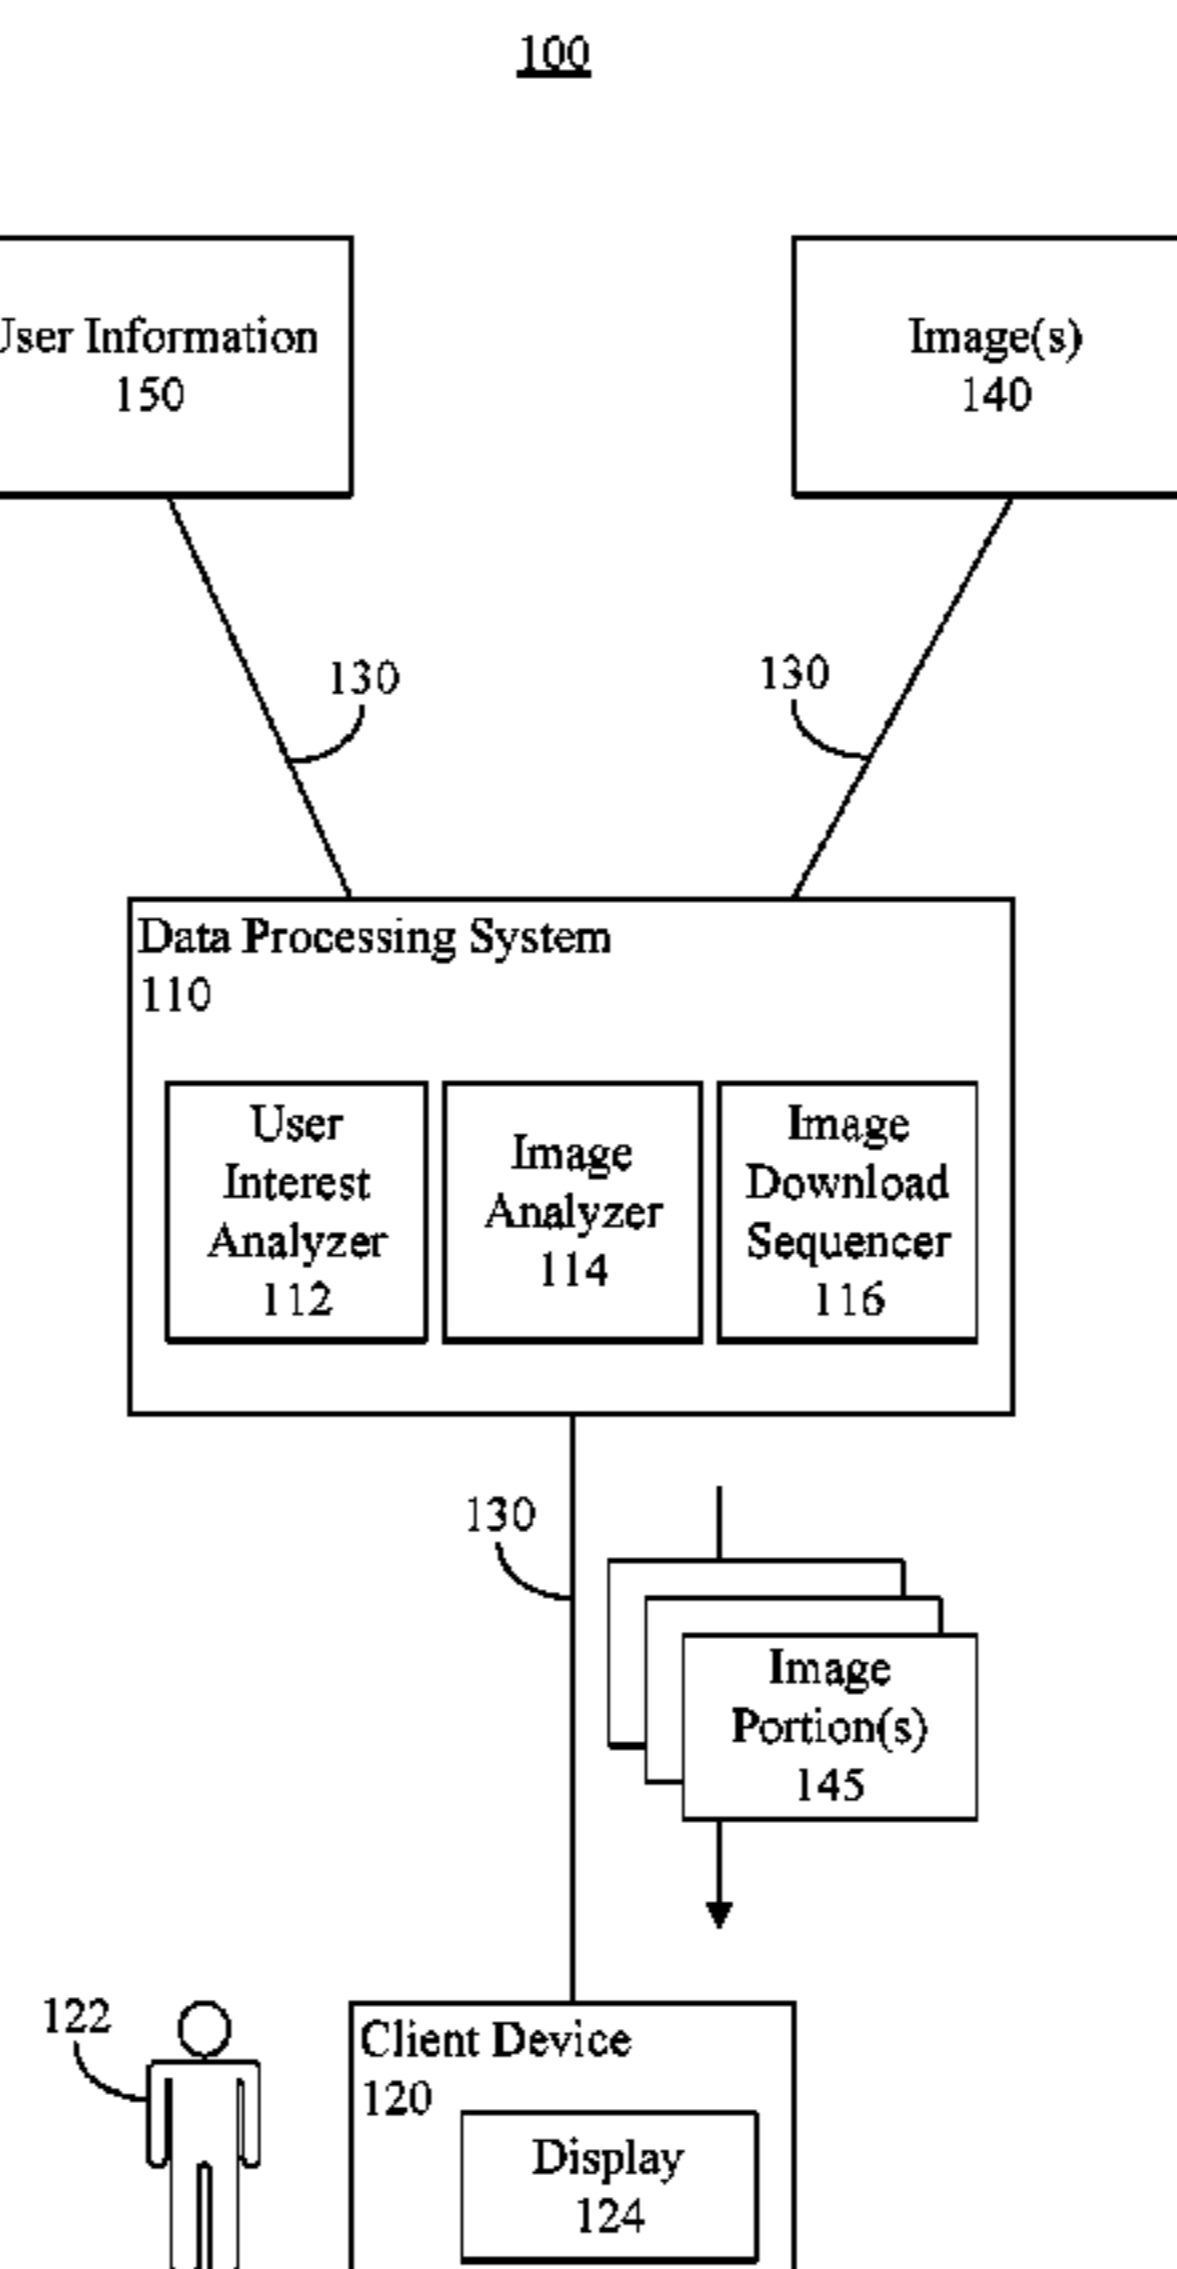 100
User Information
150
Image(s)
140
130
130
Data Processing System
110
User
Interest
Analyzer
112
Image
Analyzer
114
Image
Download
Sequencer
116
130
Image
Portion(s)
145
122
Client Device
120
Display
124